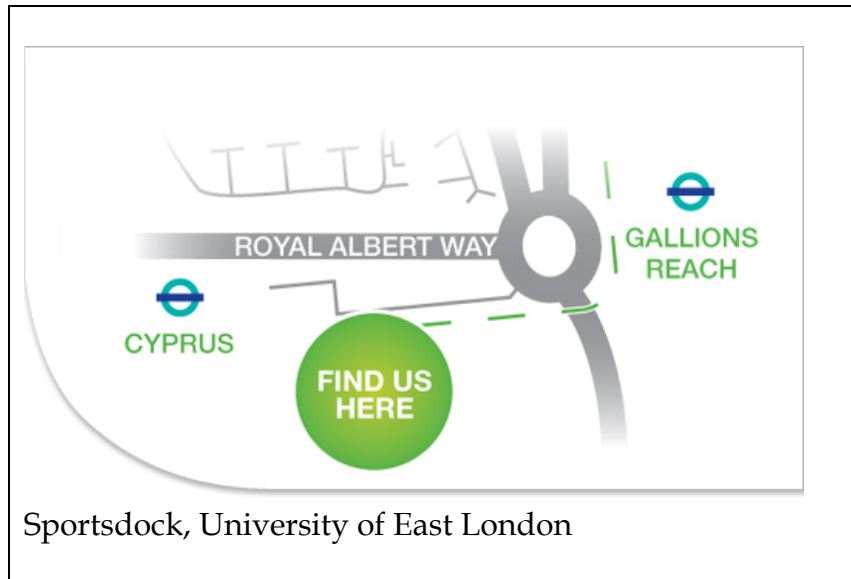 ROYAL ALBERT WAY
GALLIONS
REACH
CYPRUS
FIND US
HERE
Sportsdock, University of East London